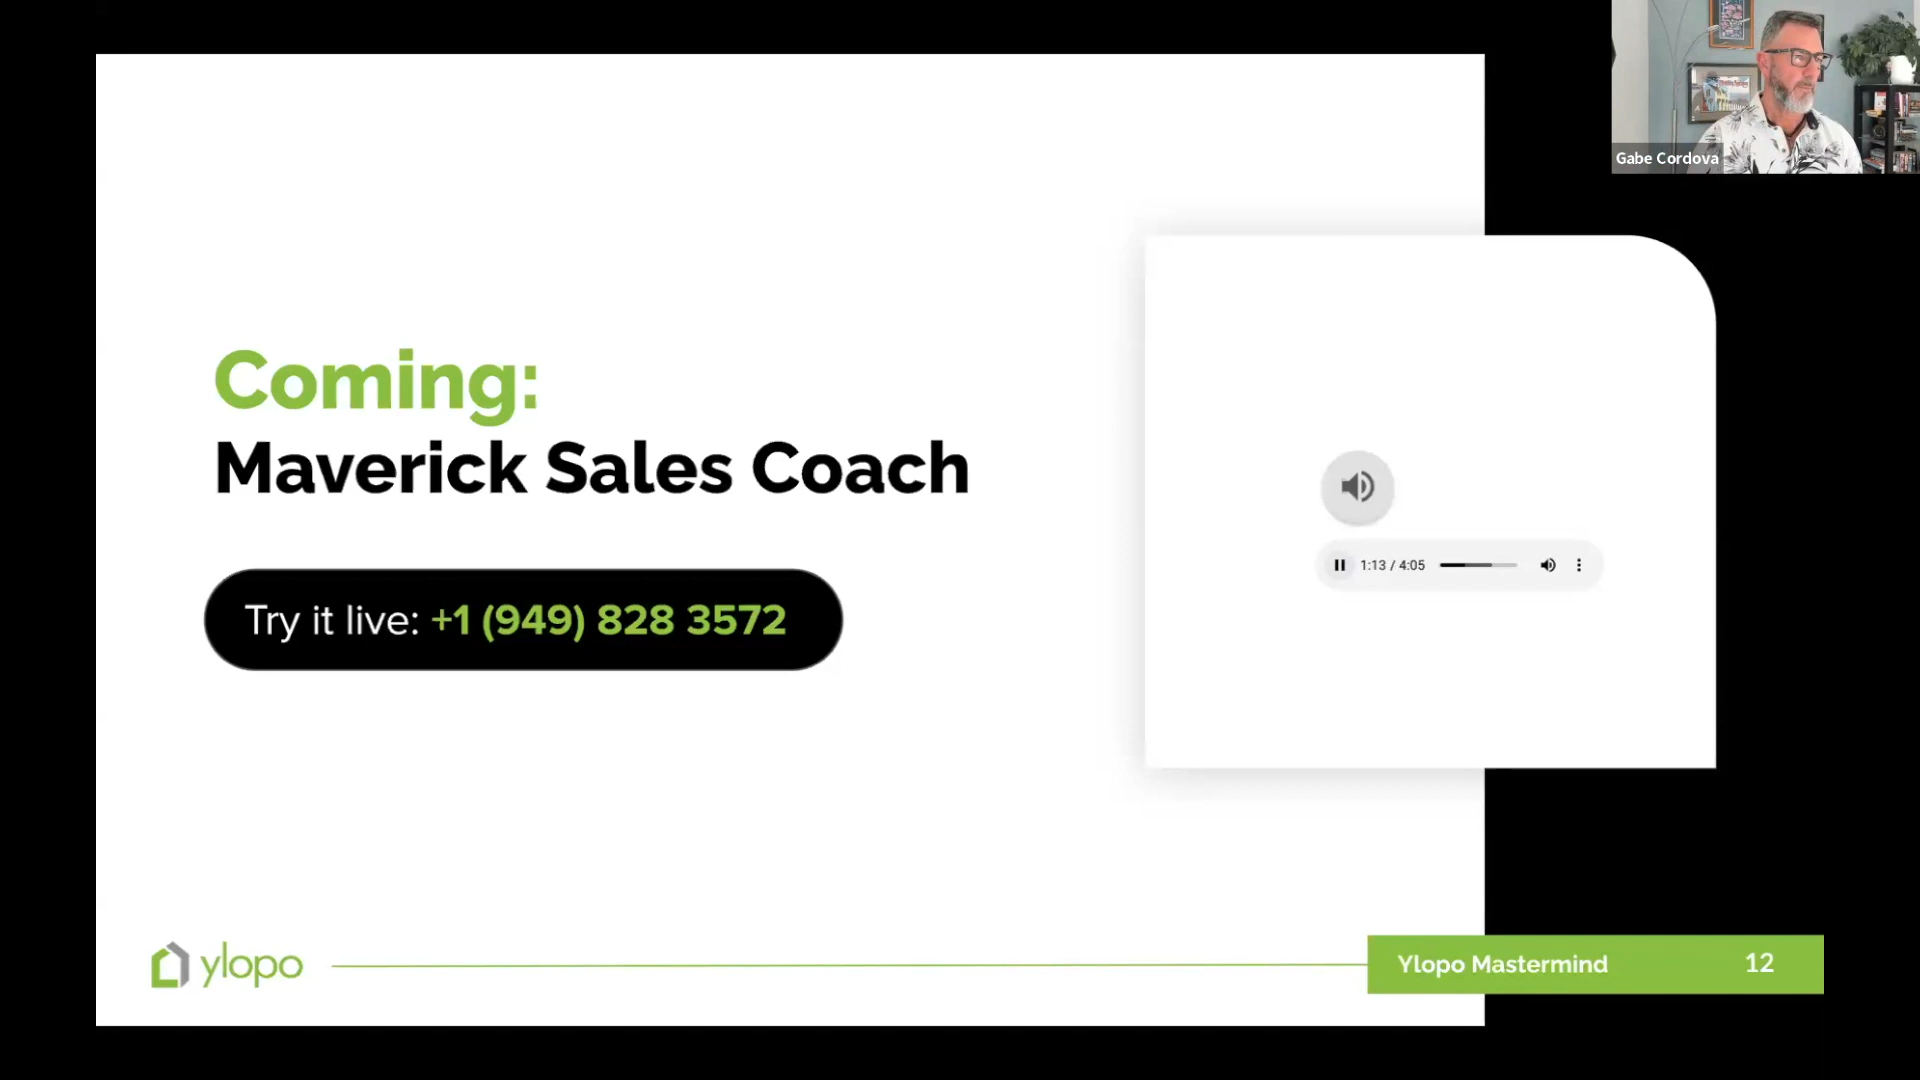 Gabe Cordova
Coming:
Maverick Sales Coach
Try it live: +1 (949) 828 3572
1:13 / 4:05
ylopo
Ylopo Mastermind 12